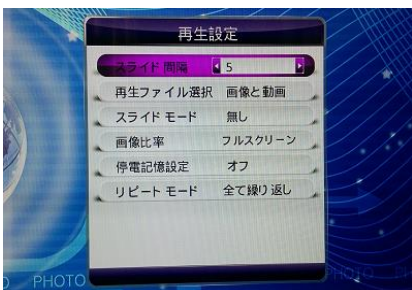 再生設定
スライド 間隔 5
再生ファイル選択 画像と動画
スライド モード 無し
画像比率 フルスクリーン
停電記憶設定 オフ
リピート モード 全て繰り返し
PHOTO